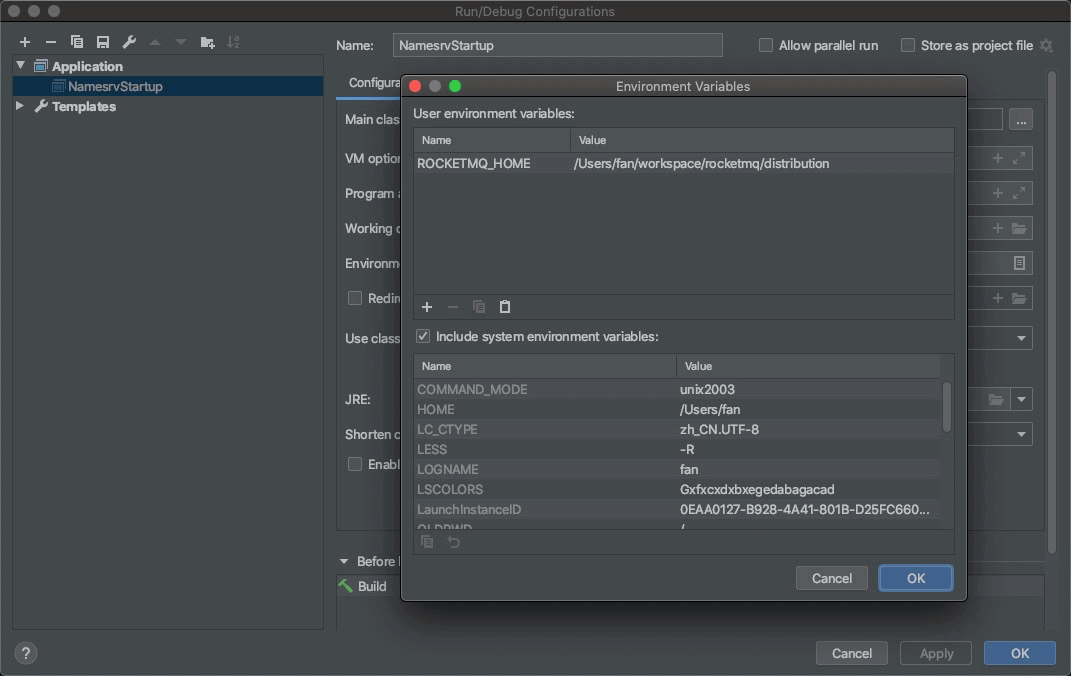 Run/Debug Configurations
Name: NamesrvStartup
Allow parallel run
Store as project file
Application
NamesrvStartup
Templates
Configura
Main clas
...
VM option
Program a
Working
Environm
Redire
Use class
JRE:
Shorten c
Enabl
Before
Build
Environment Variables
User environment variables:
Name Value
ROCKETMQ_HOME /Users/fan/workspace/rocketmq/distribution
Include system environment variables:
Name Value
COMMAND_MODE unix2003
HOME /Users/fan
LC_CTYPE zh_CN.UTF-8
LESS -R
LOGNAME fan
LSCOLORS Gxfxcxdxbxegedabagacad
LaunchInstanceID 0EAA0127-B928-4A41-801B-D25FC660...
OLDPWD /
Cancel OK
? Cancel Apply OK